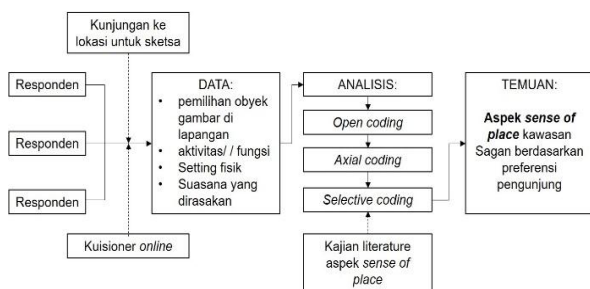 Kunjungan ke
lokasi untuk sketsa
Responden
Responden
Responden
Kuisioner online
DATA:
• pemilihan obyek
gambar di
lapangan
• aktivitas/ / fungsi
• Setting fisik
• Suasana yang
dirasakan
ANALISIS:
Open coding
Axial coding
Selective coding
Kajian literature
aspek sense of
place
TEMUAN:
Aspek sense of
place kawasan
Sagan berdasarkan
preferensi
pengunjung